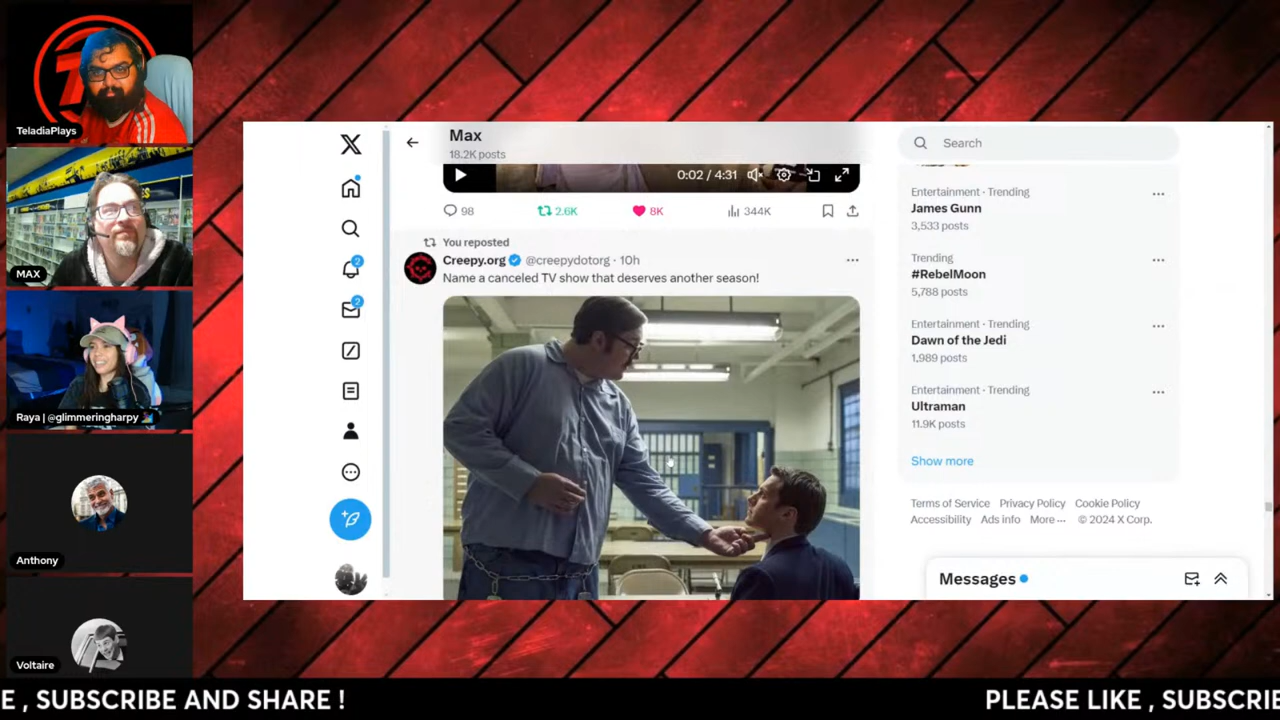 TeladiaPlays
MAX
Raya | @glimmeringharpy
Anthony
Voltaire
Max
18.2K posts
0:02 / 4:31
98
2.6K
8K
344K
You reposted
Creepy.org @creepydotorg · 10h
Name a canceled TV show that deserves another season!
2
2
Search
Entertainment · Trending
James Gunn
3,533 posts
Trending
#RebelMoon
5,788 posts
Entertainment · Trending
Dawn of the Jedi
1,989 posts
Entertainment · Trending
Ultraman
11.9K posts
Show more
Terms of Service Privacy Policy Cookie Policy
Accessibility Ads info More ··· © 2024 X Corp.
Messages
E , SUBSCRIBE AND SHARE ! PLEASE LIKE , SUBSCRIBE